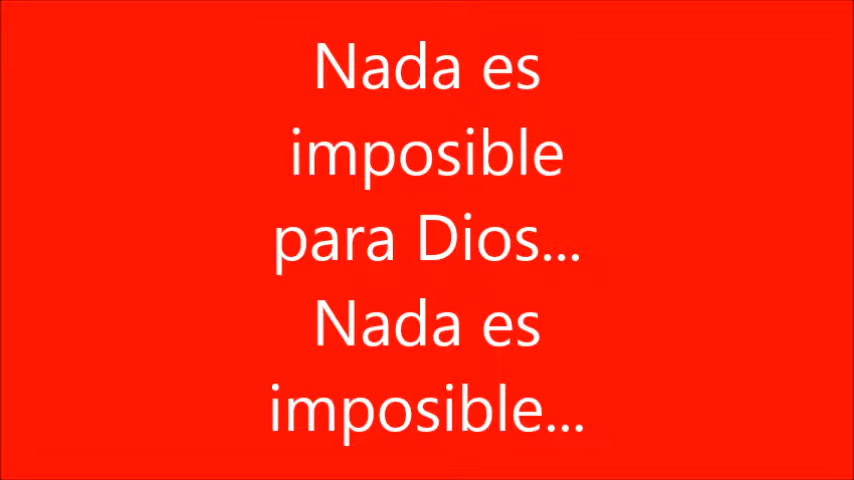 Nada es
imposible
para Dios...
Nada es
imposible...